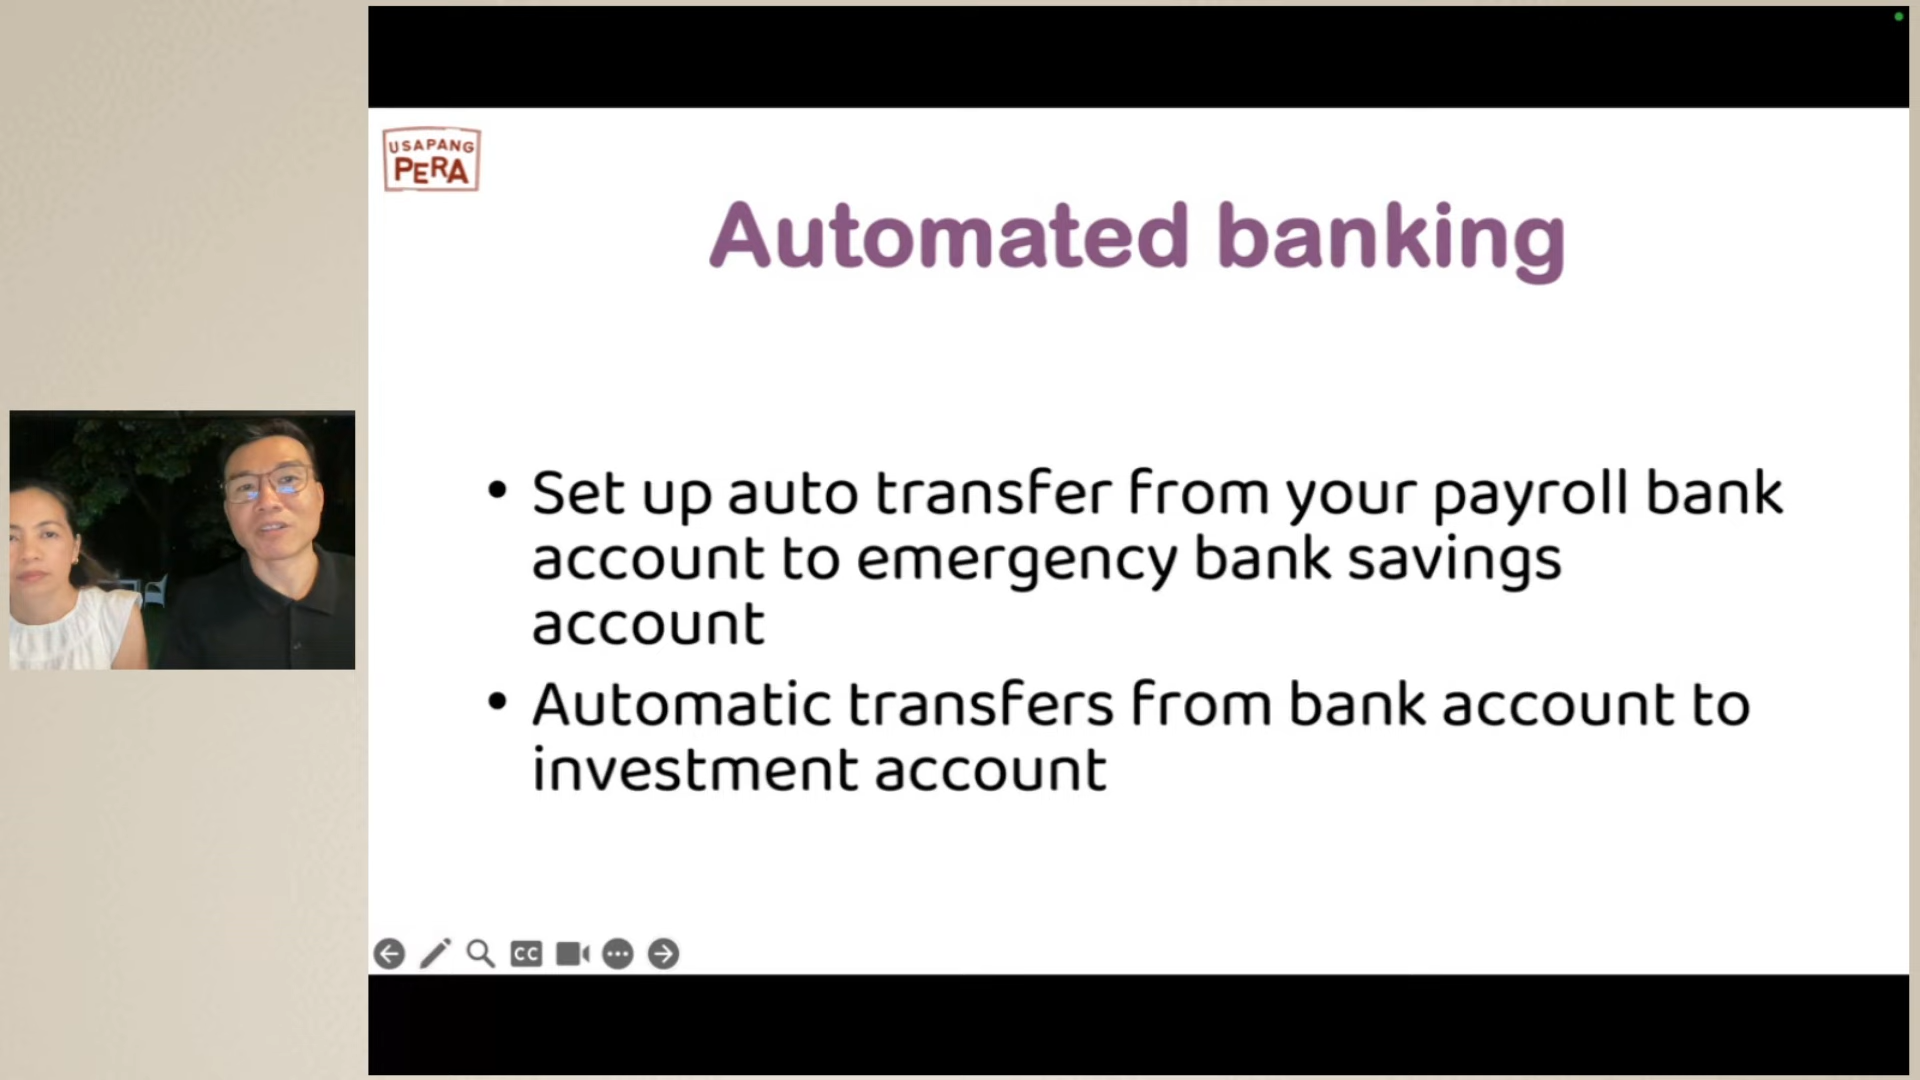 USAPANG
PERA
Automated banking
• Set up auto transfer from your payroll bank
account to emergency bank savings
account
• Automatic transfers from bank account to
investment account
CC